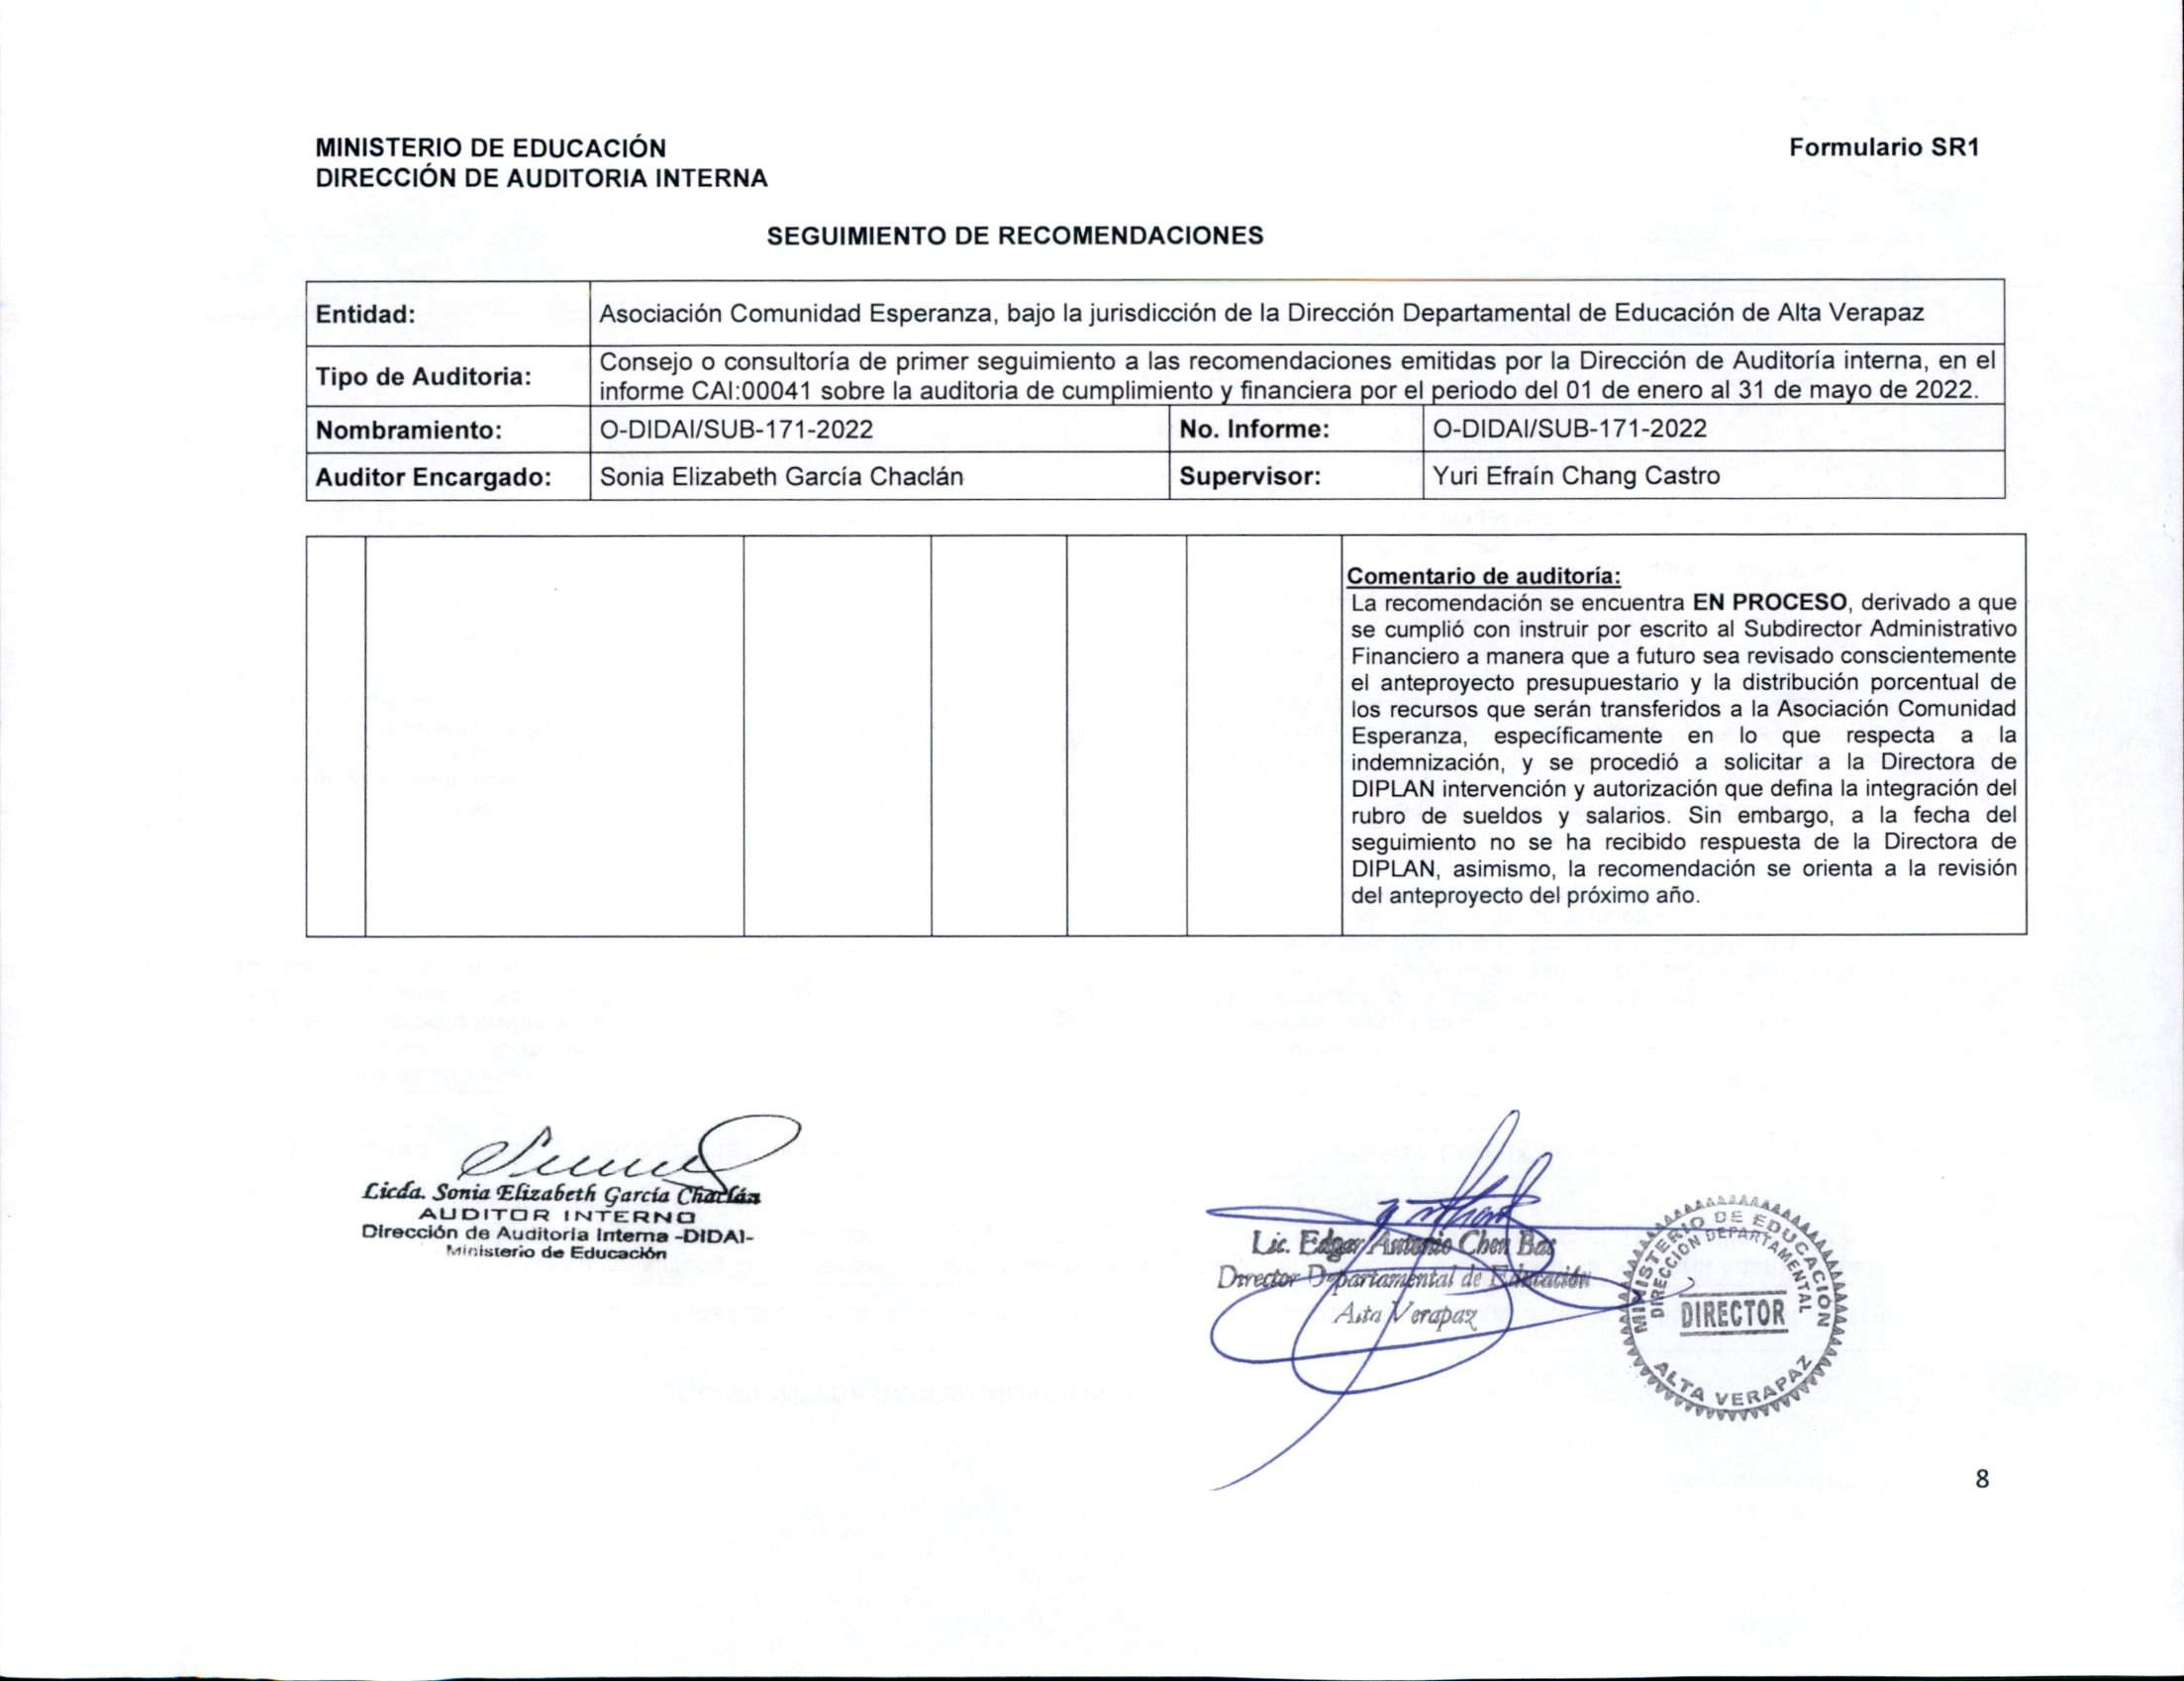 MINISTERIO DE EDUCACIÓN
DIRECCIÓN DE AUDITORIA INTERNA
Formulario SR1
SEGUIMIENTO DE RECOMENDACIONES
Entidad: Asociación Comunidad Esperanza, bajo la jurisdicción de la Dirección Departamental de Educación de Alta Verapaz
Tipo de Auditoria: Consejo o consultoría de primer seguimiento a las recomendaciones emitidas por la Dirección de Auditoría interna, en el
informe CAI:00041 sobre la auditoria de cumplimiento y financiera por el periodo del 01 de enero al 31 de mayo de 2022.
Nombramiento: O-DIDAI/SUB-171-2022 No. Informe: O-DIDAI/SUB-171-2022
Auditor Encargado: Sonia Elizabeth García Chaclán Supervisor: Yuri Efraín Chang Castro
Comentario de auditoría:
La recomendación se encuentra EN PROCESO, derivado a que
se cumplió con instruir por escrito al Subdirector Administrativo
Financiero a manera que a futuro sea revisado conscientemente
el anteproyecto presupuestario y la distribución porcentual de
los recursos que serán transferidos a la Asociación Comunidad
Esperanza, específicamente en lo que respecta a la
indemnización, y se procedió a solicitar a la Directora de
DIPLAN intervención y autorización que defina la integración del
rubro de sueldos y salarios. Sin embargo, a la fecha del
seguimiento no se ha recibido respuesta de la Directora de
DIPLAN, asimismo, la recomendación se orienta a la revisión
del anteproyecto del próximo año.
Licda. Sonia Elizabeth García Chaclán
AUDITOR INTERNO
Dirección de Auditoria Interna -DIDAI-
Ministerio de Educación
Lic. Edgar Antonio Chen Bac
Director Departamental de Educación
Alta Verapaz
MINISTERIO DE EDUCACIÓN
DIRECCIÓN DEPARTAMENTAL
DIRECTOR
ALTA VERAPAZ
8